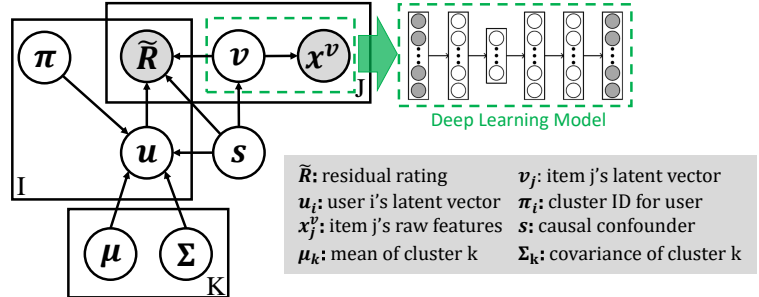 π
R̃
v
xᵛ
J
Deep Learning Model
u
s
I
μ
Σ
K
R̃: residual rating
v_j: item j's latent vector
u_i: user i's latent vector
π_i: cluster ID for user
x_j^v: item j's raw features
s: causal confounder
μ_k: mean of cluster k
Σ_k: covariance of cluster k